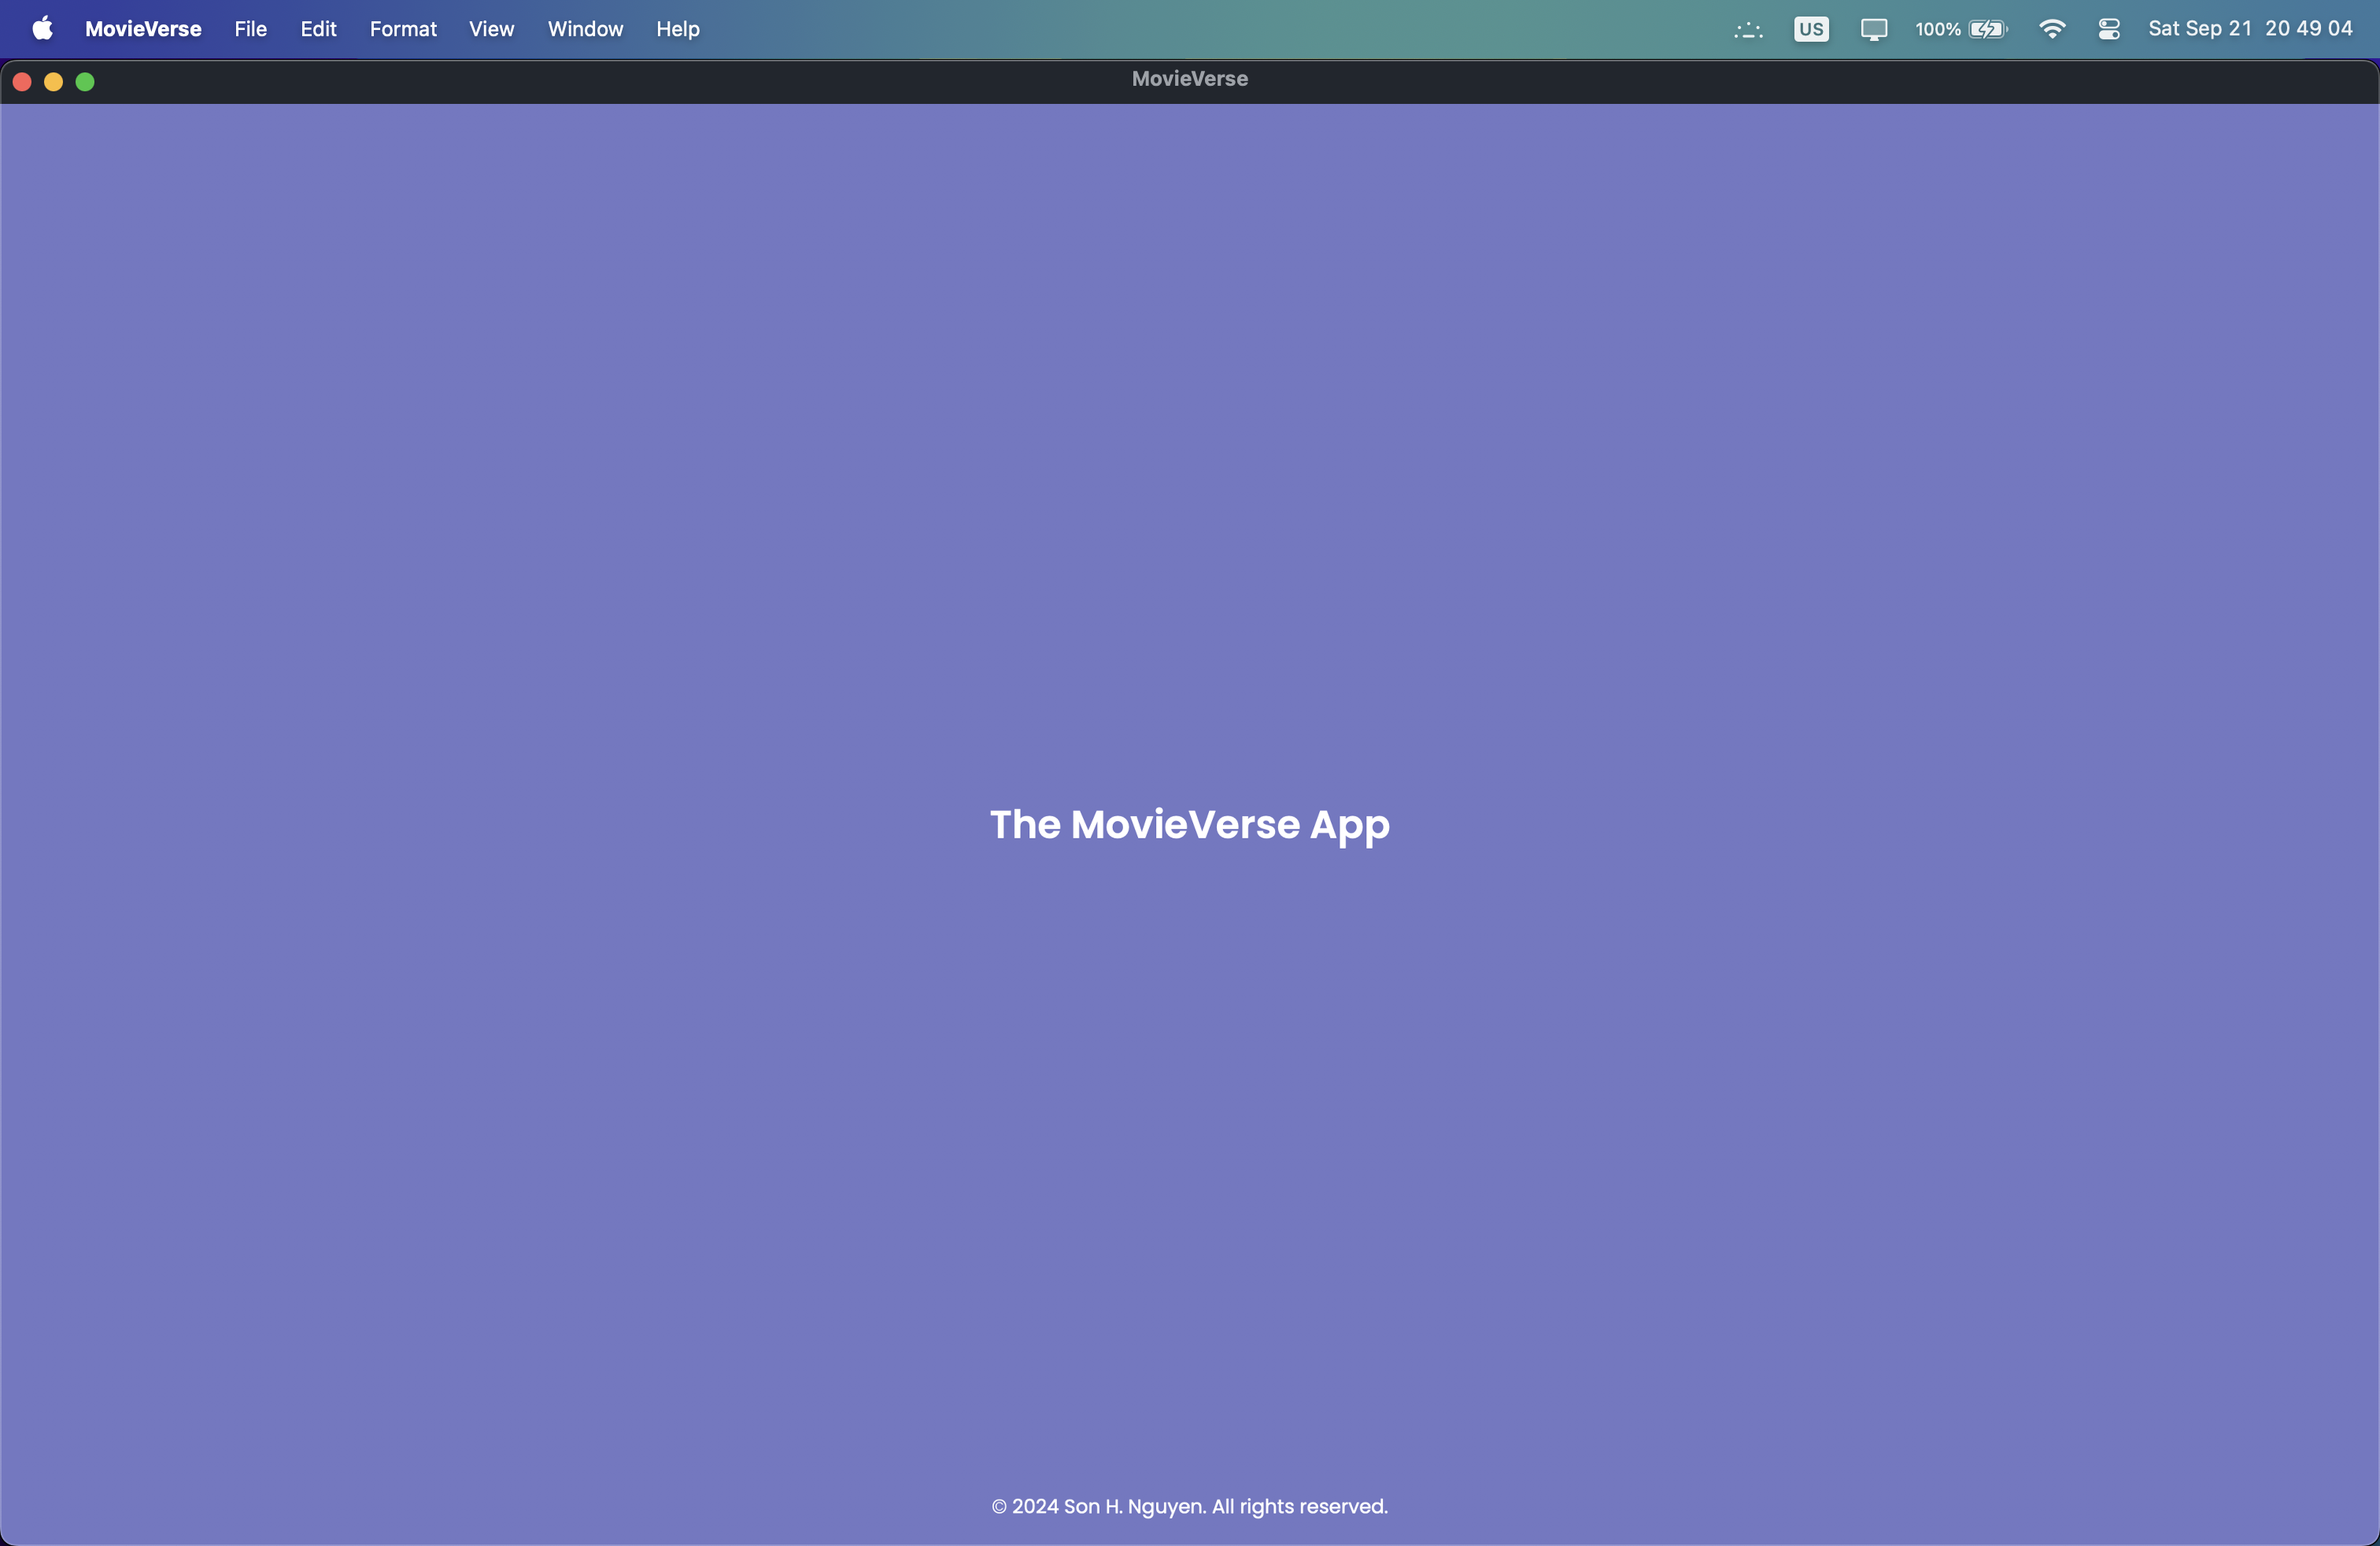 MovieVerse File Edit Format View Window Help US 100% Sat Sep 21 20 49 04
MovieVerse
The MovieVerse App
© 2024 Son H. Nguyen. All rights reserved.